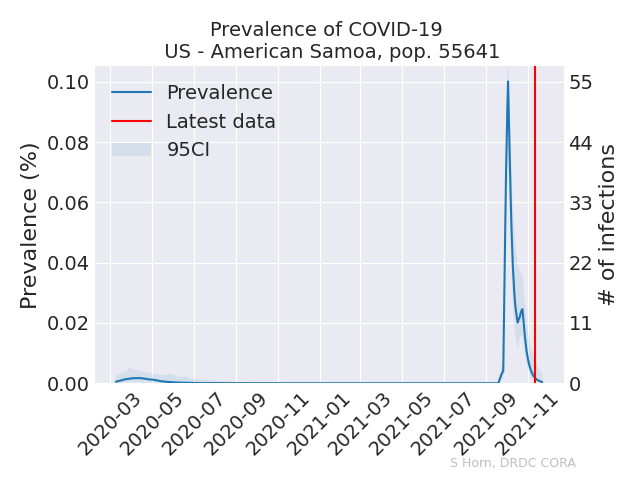 Prevalence of COVID-19
US - American Samoa, pop. 55641
Prevalence
Latest data
95CI
Prevalence (%)
0.10
0.08
0.06
0.04
0.02
0.00
55
44
33
22
11
0
# of infections
2020-03
2020-05
2020-07
2020-09
2020-11
2021-01
2021-03
2021-05
2021-07
2021-09
2021-11
S Horn, DRDC CORA